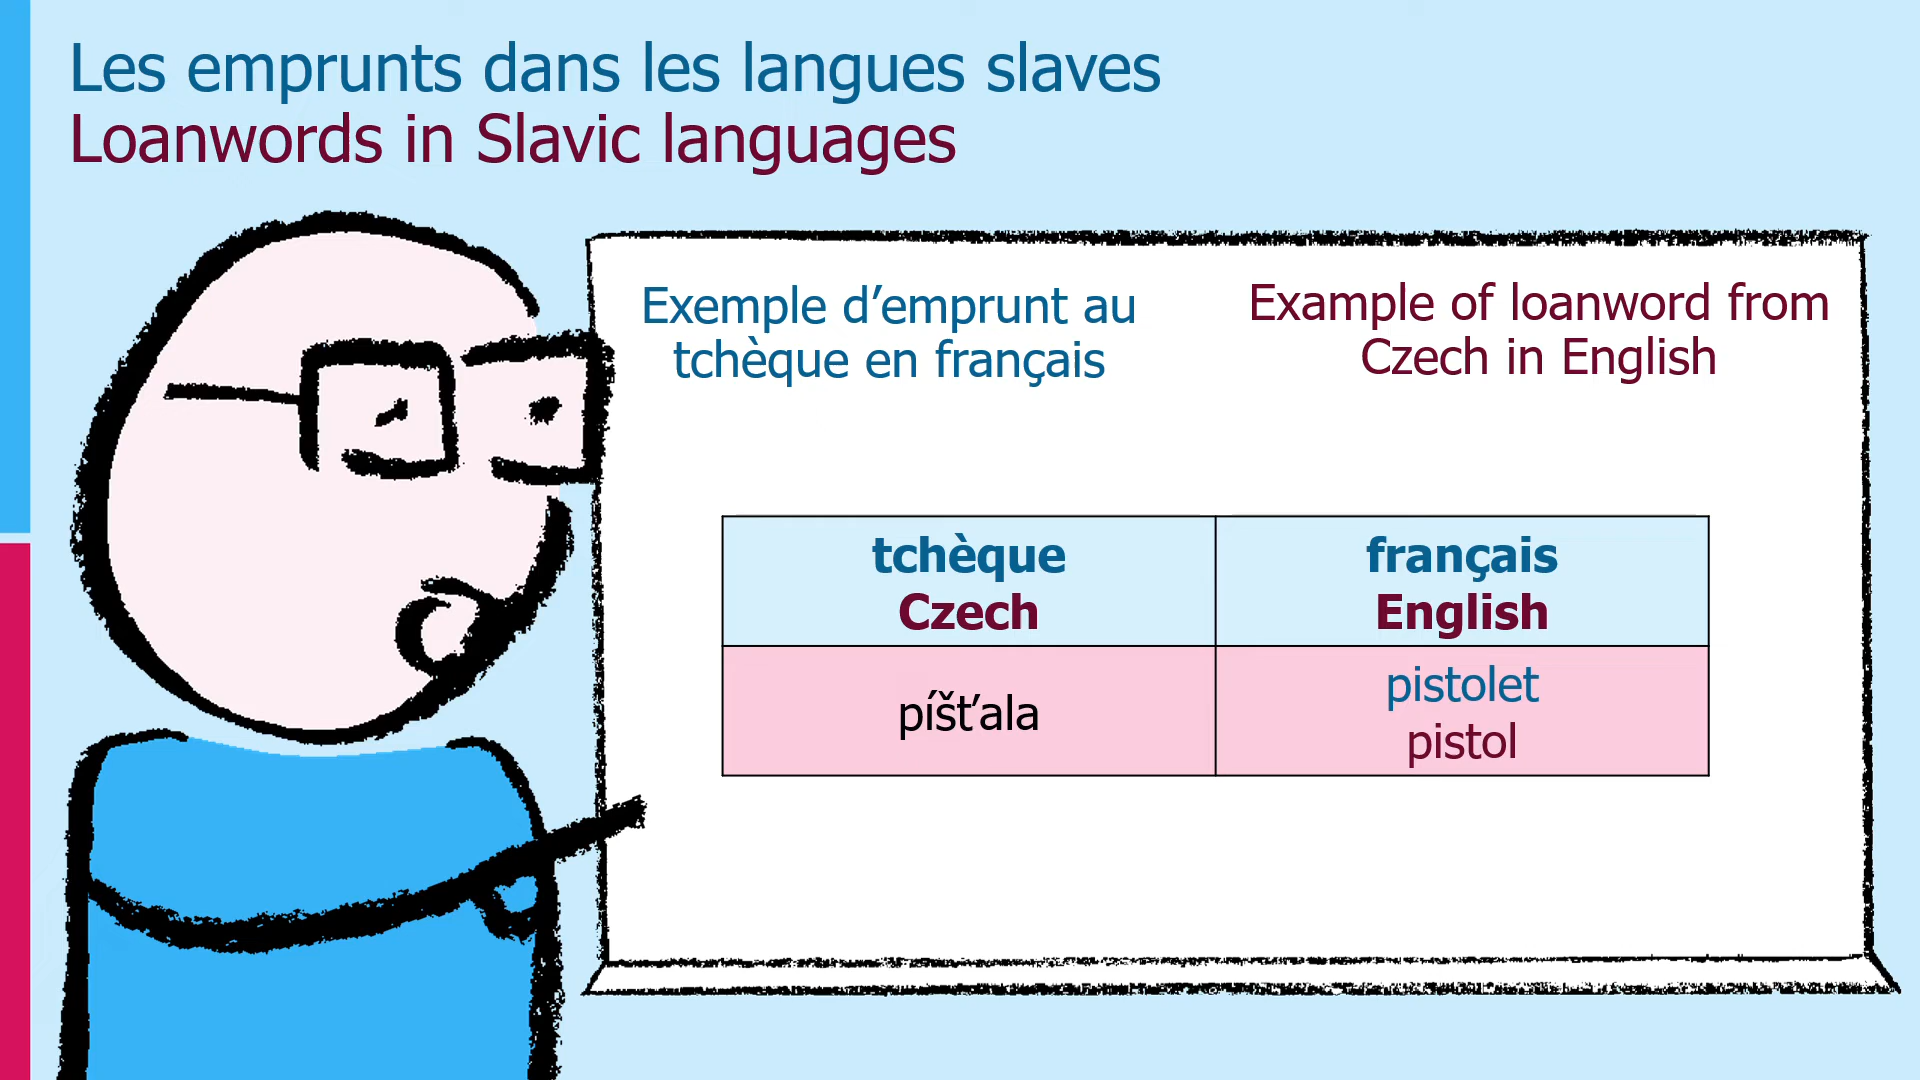 Les emprunts dans les langues slaves
Loanwords in Slavic languages
Exemple d’emprunt au
tchèque en français
Example of loanword from
Czech in English
tchèque
Czech
français
English
píšťala
pistolet
pistol